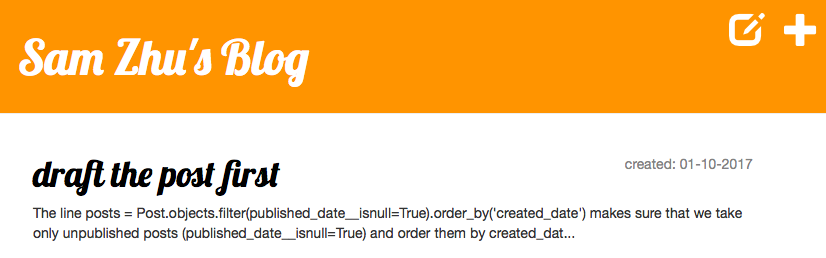 Sam Zhu's Blog
draft the post first
created: 01-10-2017
The line posts = Post.objects.filter(published_date__isnull=True).order_by('created_date') makes sure that we take
only unpublished posts (published_date__isnull=True) and order them by created_dat...